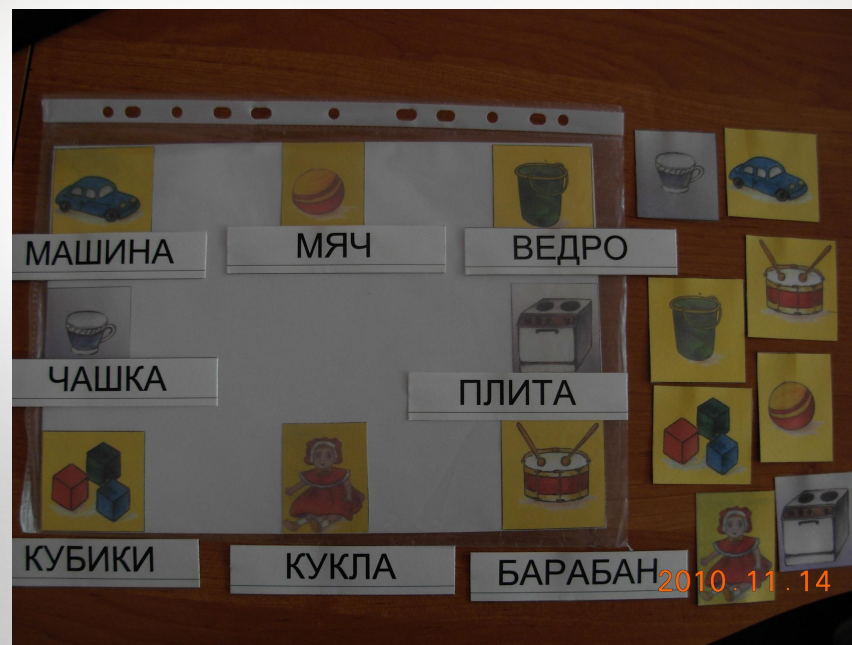 МАШИНА
МЯЧ
ВЕДРО
ЧАШКА
ПЛИТА
КУБИКИ
КУКЛА
БАРАБАН
2010.11.14